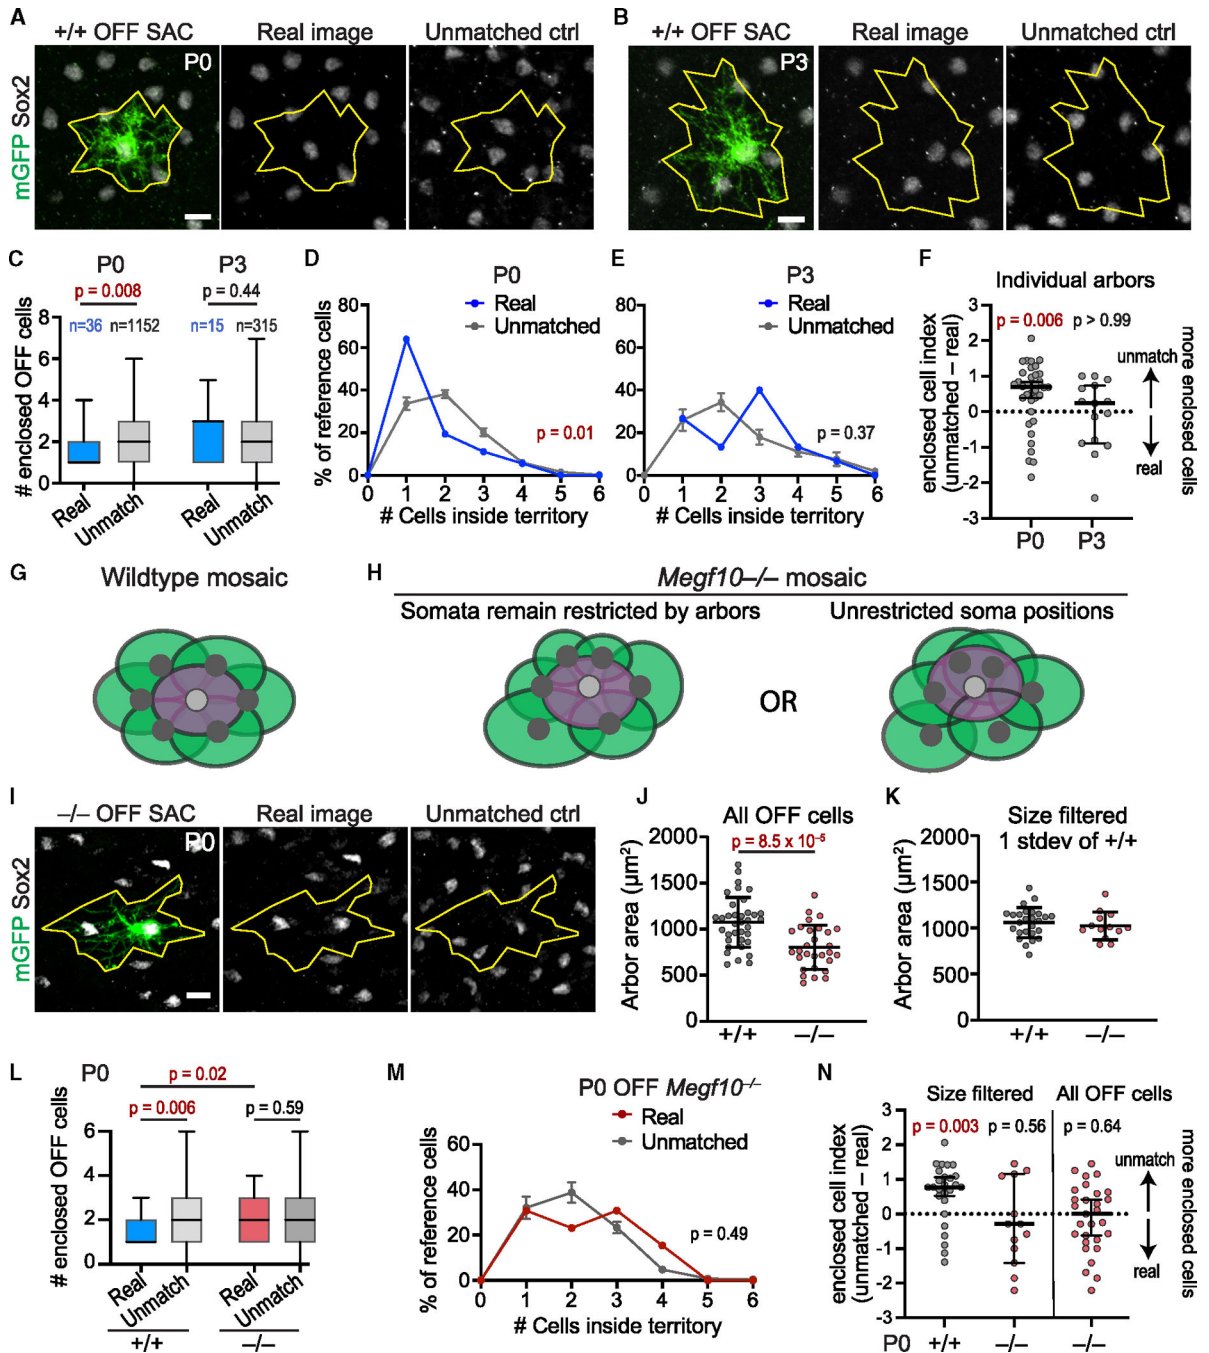 A
+/+ OFF SAC
Real image
Unmatched ctrl
P0
mGFP Sox2
B
+/+ OFF SAC
Real image
Unmatched ctrl
P3
C
P0 P3
p = 0.008 p = 0.44
n=36 n=1152 n=15 n=315
# enclosed OFF cells
8
6
4
2
0
Real Unmatch Real Unmatch
D
P0
Real
Unmatched
% of reference cells
80
60
40
20
0
p = 0.01
0 1 2 3 4 5 6
# Cells inside territory
E
P3
Real
Unmatched
80
60
40
20
0
p = 0.37
0 1 2 3 4 5 6
# Cells inside territory
F
Individual arbors
enclosed cell index
(unmatched – real)
3
2
1
0
-1
-2
-3
p = 0.006 p > 0.99
unmatch
real
more enclosed cells
P0 P3
G
Wildtype mosaic
H
Megf10–/– mosaic
Somata remain restricted by arbors
Unrestricted soma positions
OR
I
–/– OFF SAC
Real image
Unmatched ctrl
P0
mGFP Sox2
J
All OFF cells
p = 8.5 x 10⁻⁵
Arbor area (µm²)
2000
1500
1000
500
0
+/+ –/–
K
Size filtered
1 stdev of +/+
Arbor area (µm²)
2000
1500
1000
500
0
+/+ –/–
L
P0
p = 0.02
p = 0.006 p = 0.59
# enclosed OFF cells
6
4
2
0
Real Unmatch Real Unmatch
+/+ –/–
M
P0 OFF Megf10⁻/⁻
Real
Unmatched
% of reference cells
60
40
20
0
p = 0.49
0 1 2 3 4 5 6
# Cells inside territory
N
Size filtered All OFF cells
p = 0.003 p = 0.56 p = 0.64
enclosed cell index
(unmatched – real)
3
2
1
0
-1
-2
-3
unmatch
real
more enclosed cells
P0 +/+ –/– –/–